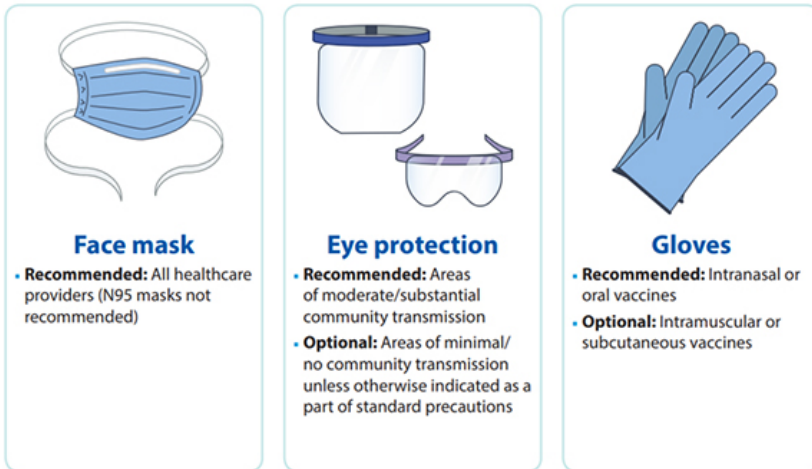 Face mask
• Recommended: All healthcare
providers (N95 masks not
recommended)
Eye protection
• Recommended: Areas
of moderate/substantial
community transmission
• Optional: Areas of minimal/
no community transmission
unless otherwise indicated as a
part of standard precautions
Gloves
• Recommended: Intranasal or
oral vaccines
• Optional: Intramuscular or
subcutaneous vaccines